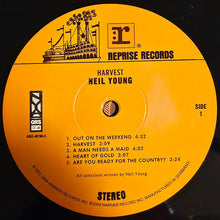 r
REPRISE RECORDS
HARVEST
NEIL YOUNG
SIDE
1
1. OUT ON THE WEEKEND 4:32
2. HARVEST 3:09
3. A MAN NEEDS A MAID 4:03
4. HEART OF GOLD 3:03
5. ARE YOU READY FOR THE COUNTRY? 3:24
All selections written by Neil Young
STEREO